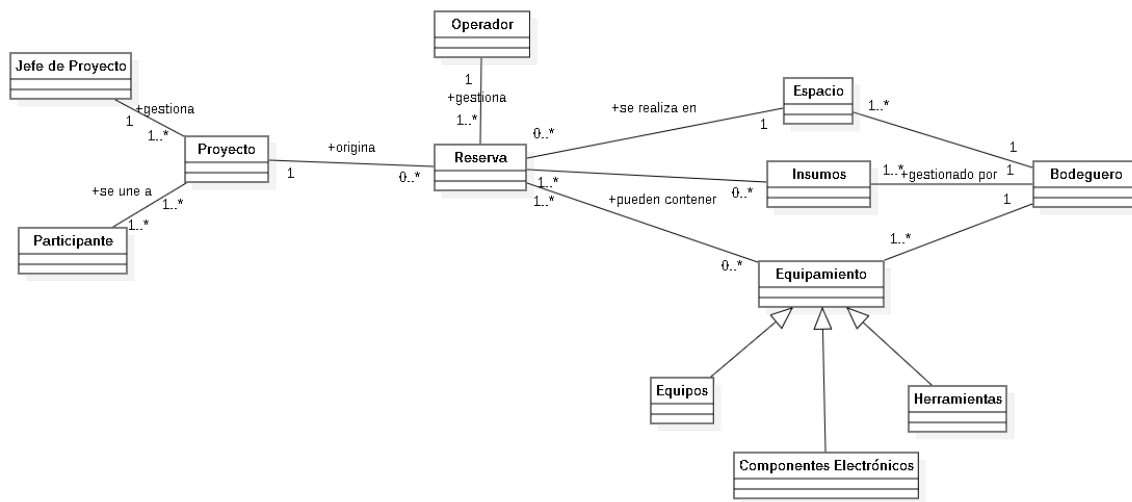 Operador
Jefe de Proyecto
+gestiona
1
1..*
1
+gestiona
1..*
Espacio
+se realiza en
1
1..*
0..*
Proyecto
+origina
1
0..*
Reserva
1
1
Insumos
1..*
+gestionado por
Bodeguero
+se une a
1..*
1..*
Participante
1..*
1..*
+pueden contener
0..*
1
1..*
0..*
Equipamiento
Equipos
Herramientas
Componentes Electrónicos